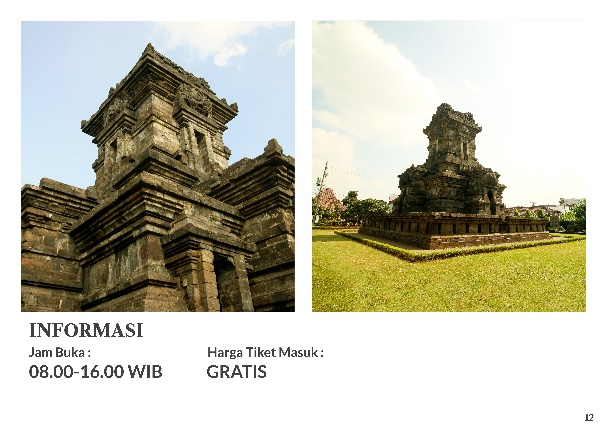 INFORMASI
Jam Buka :
Harga Tiket Masuk :
08.00-16.00 WIB
GRATIS
12